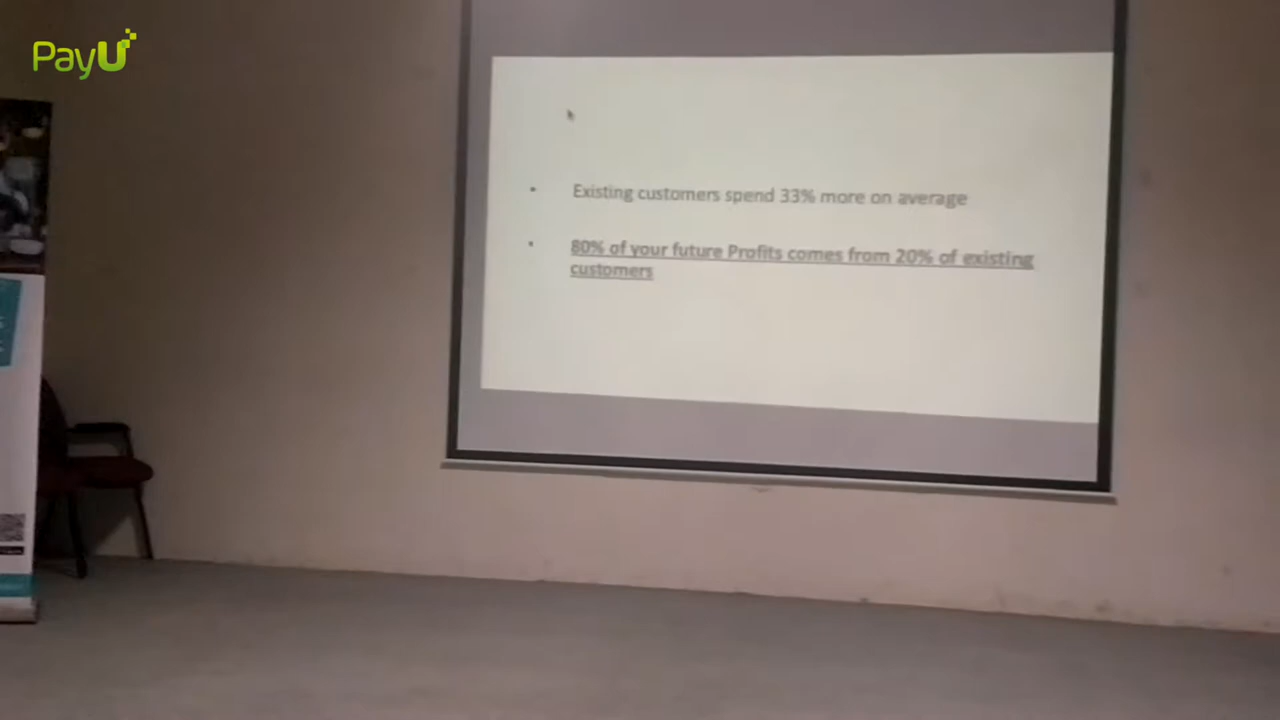 PayU
• Existing customers spend 33% more on average
• 80% of your future Profits comes from 20% of existing
customers